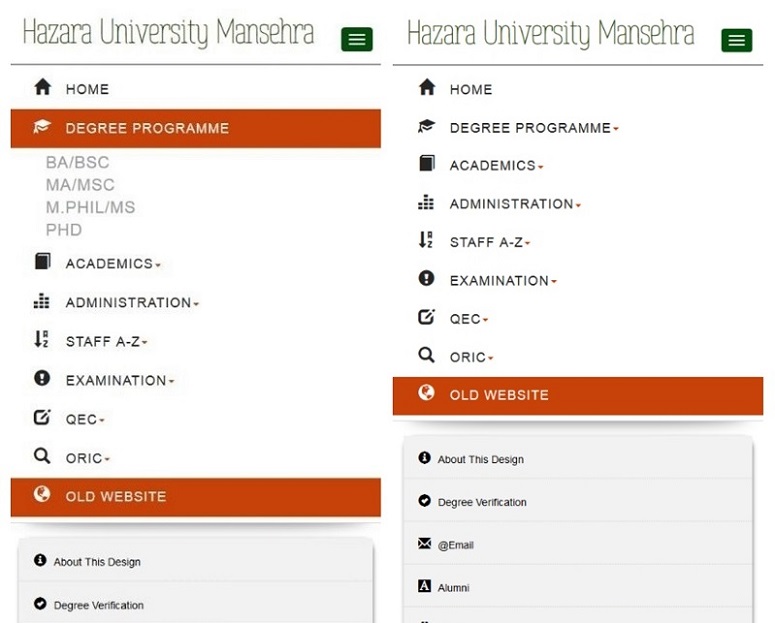 Hazara University Mansehra
HOME
DEGREE PROGRAMME
BA/BSC
MA/MSC
M.PHIL/MS
PHD
ACADEMICS
ADMINISTRATION
STAFF A-Z
EXAMINATION
QEC
ORIC
OLD WEBSITE
About This Design
Degree Verification
Hazara University Mansehra
HOME
DEGREE PROGRAMME
ACADEMICS
ADMINISTRATION
STAFF A-Z
EXAMINATION
QEC
ORIC
OLD WEBSITE
About This Design
Degree Verification
@Email
Alumni